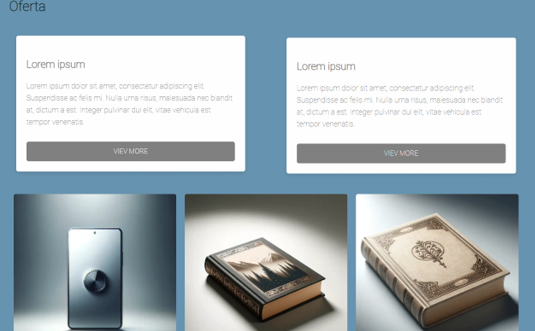 Oferta
Lorem ipsum
Lorem ipsum dolor sit amet, consectetur adipiscing elit.
Suspendisse ac felis mi. Nulla urna risus, malesuada nec blandit
at, dictum a est. Integer pulvinar dui elit, vitae vehicula est
tempor venenatis.
VIEV MORE
Lorem ipsum
Lorem ipsum dolor sit amet, consectetur adipiscing elit.
Suspendisse ac felis mi. Nulla urna risus, malesuada nec blandit
at, dictum a est. Integer pulvinar dui elit, vitae vehicula est
tempor venenatis.
VIEV MORE